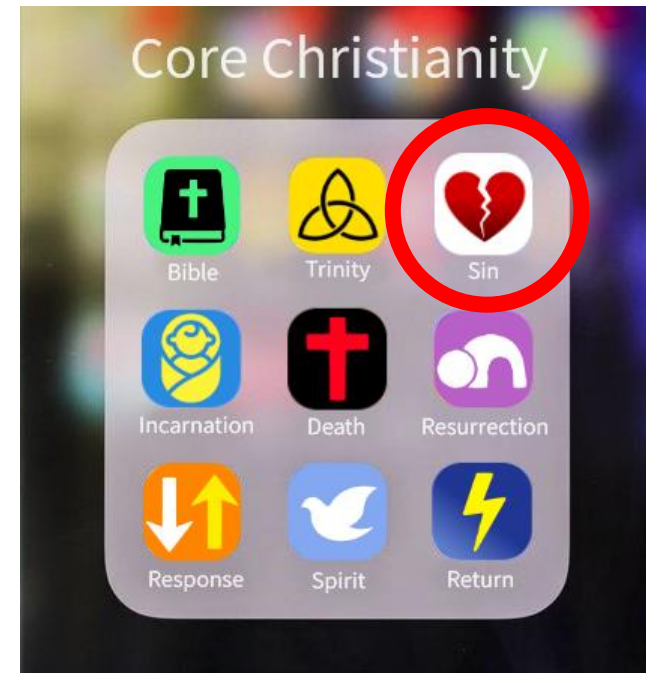 Core Christianity
Bible Trinity Sin
Incarnation Death Resurrection
Response Spirit Return